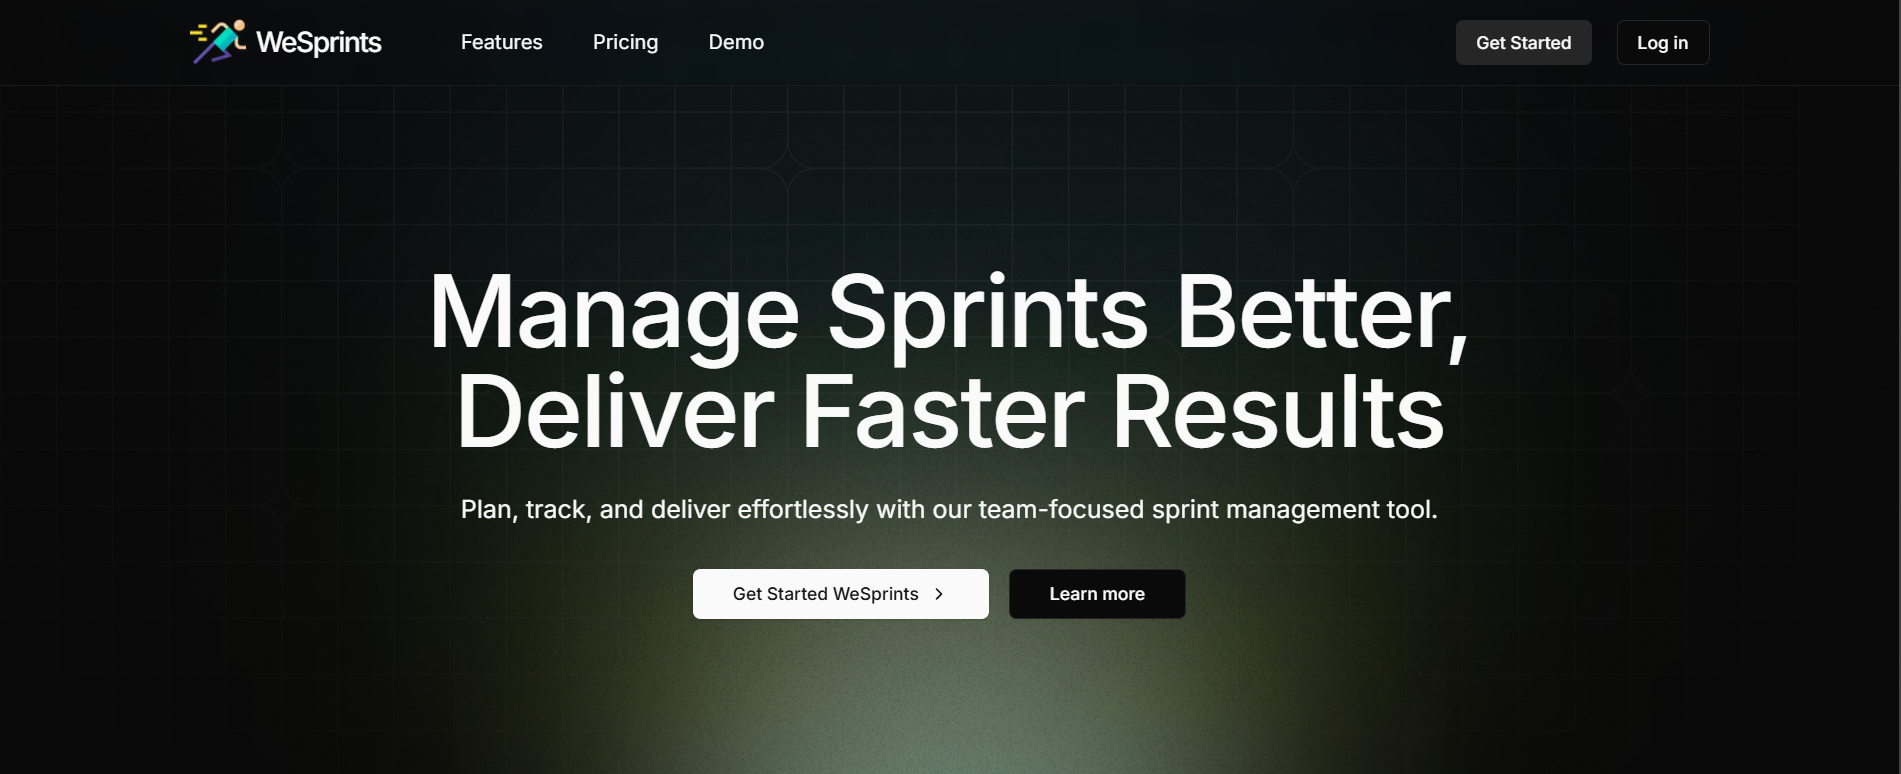 WeSprints
Features
Pricing
Demo
Get Started
Log in
Manage Sprints Better,
Deliver Faster Results
Plan, track, and deliver effortlessly with our team-focused sprint management tool.
Get Started WeSprints
Learn more